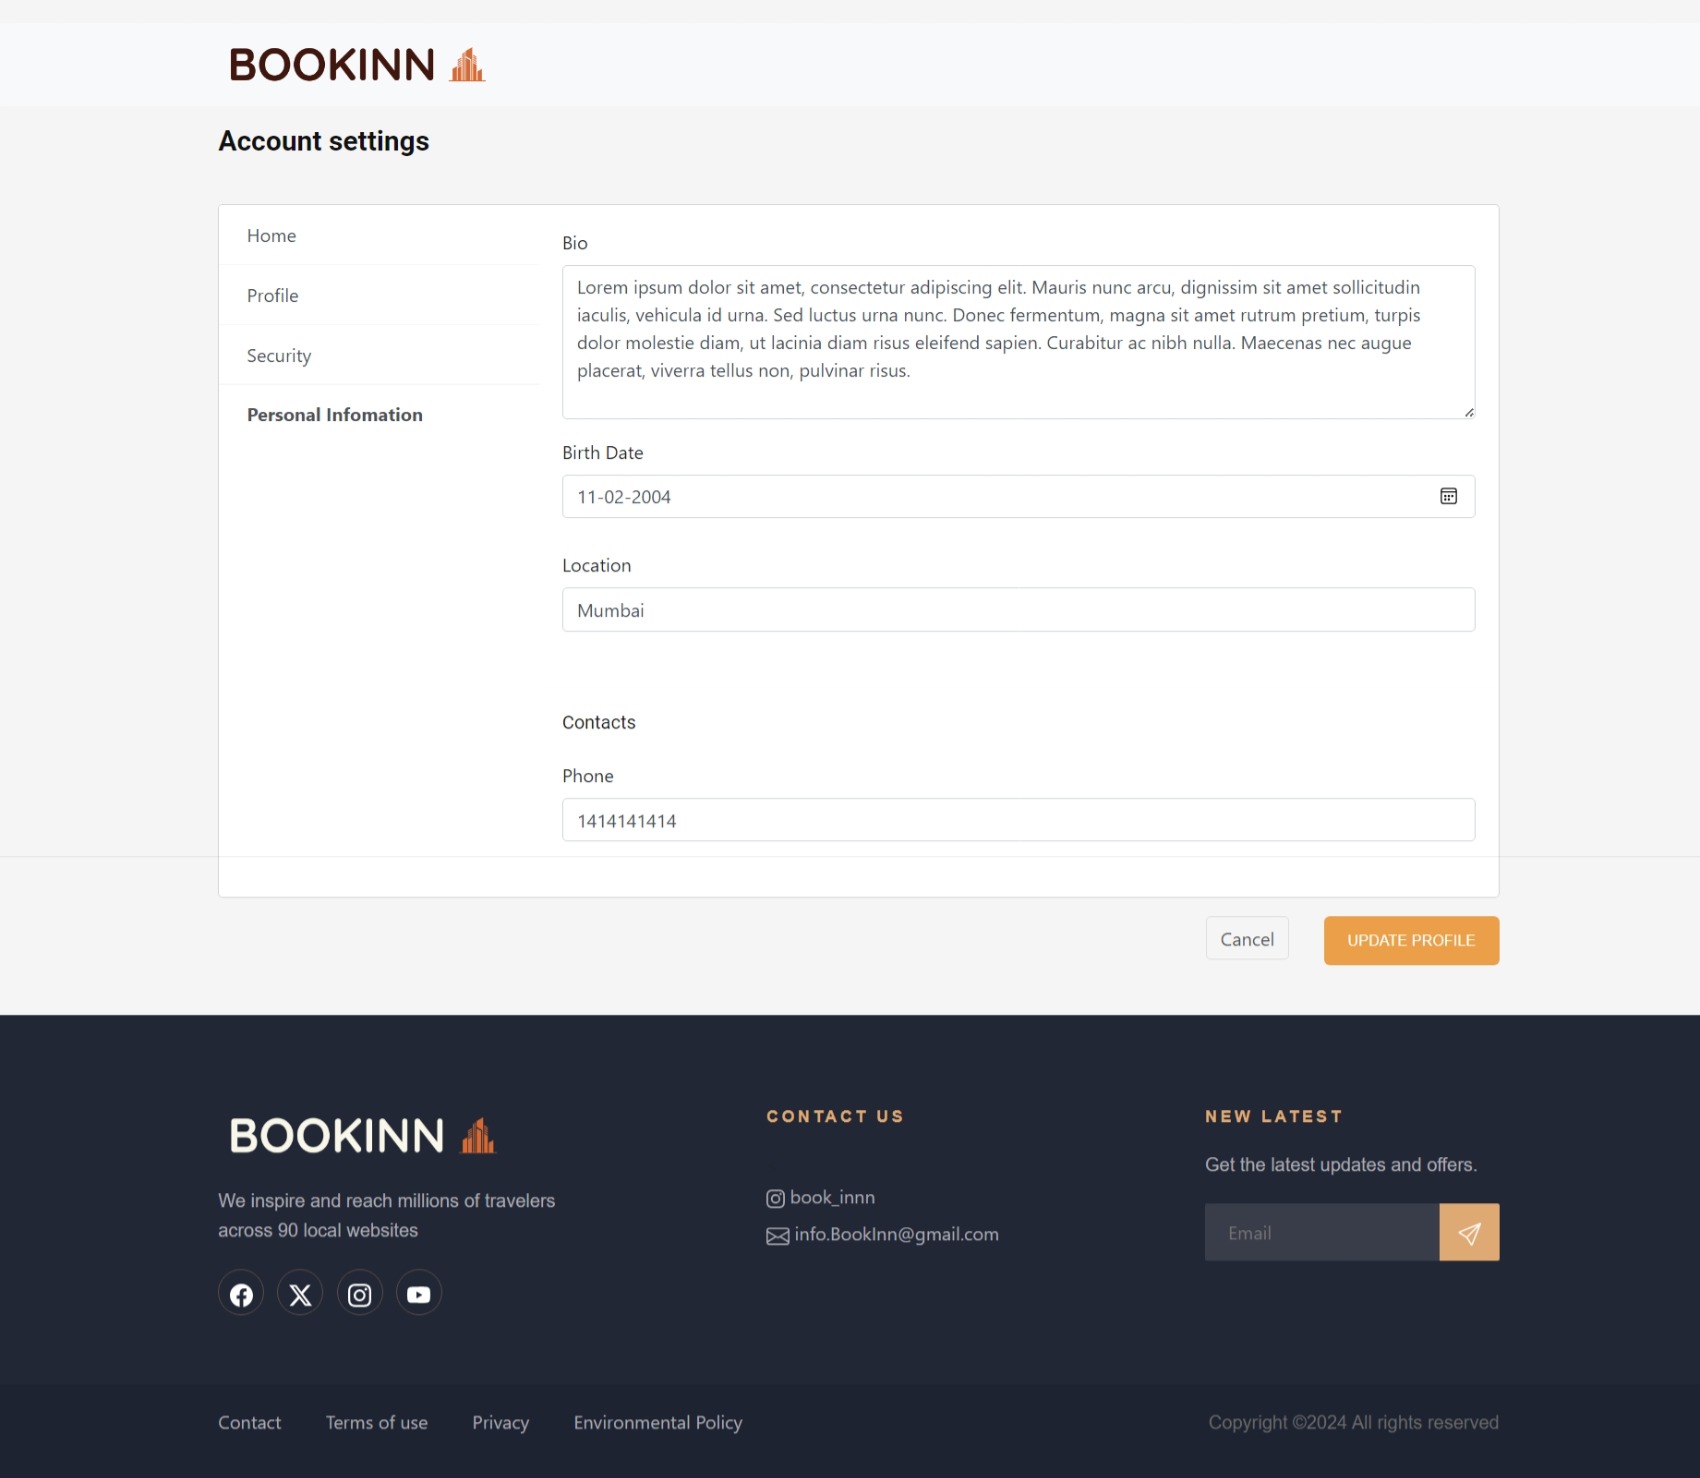 BOOKINN
Account settings
Home
Profile
Security
Personal Infomation
Bio
Lorem ipsum dolor sit amet, consectetur adipiscing elit. Mauris nunc arcu, dignissim sit amet sollicitudin
iaculis, vehicula id urna. Sed luctus urna nunc. Donec fermentum, magna sit amet rutrum pretium, turpis
dolor molestie diam, ut lacinia diam risus eleifend sapien. Curabitur ac nibh nulla. Maecenas nec augue
placerat, viverra tellus non, pulvinar risus.
Birth Date
11-02-2004
Location
Mumbai
Contacts
Phone
1414141414
Cancel
UPDATE PROFILE
BOOKINN
We inspire and reach millions of travelers
across 90 local websites
CONTACT US
book_innn
info.BookInn@gmail.com
NEW LATEST
Get the latest updates and offers.
Email
Contact
Terms of use
Privacy
Environmental Policy
Copyright ©2024 All rights reserved